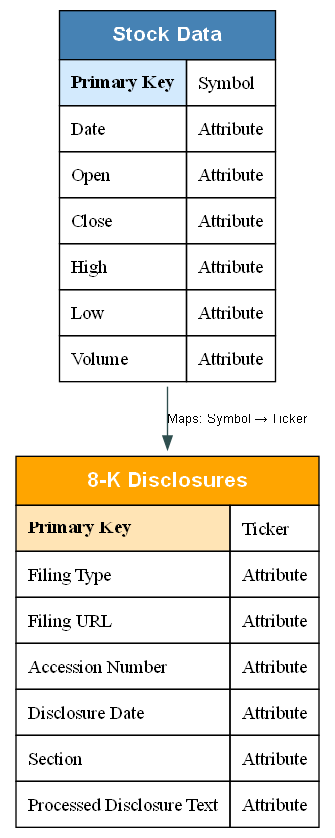 Stock Data
Primary Key Symbol
Date Attribute
Open Attribute
Close Attribute
High Attribute
Low Attribute
Volume Attribute
Maps: Symbol → Ticker
8-K Disclosures
Primary Key Ticker
Filing Type Attribute
Filing URL Attribute
Accession Number Attribute
Disclosure Date Attribute
Section Attribute
Processed Disclosure Text Attribute